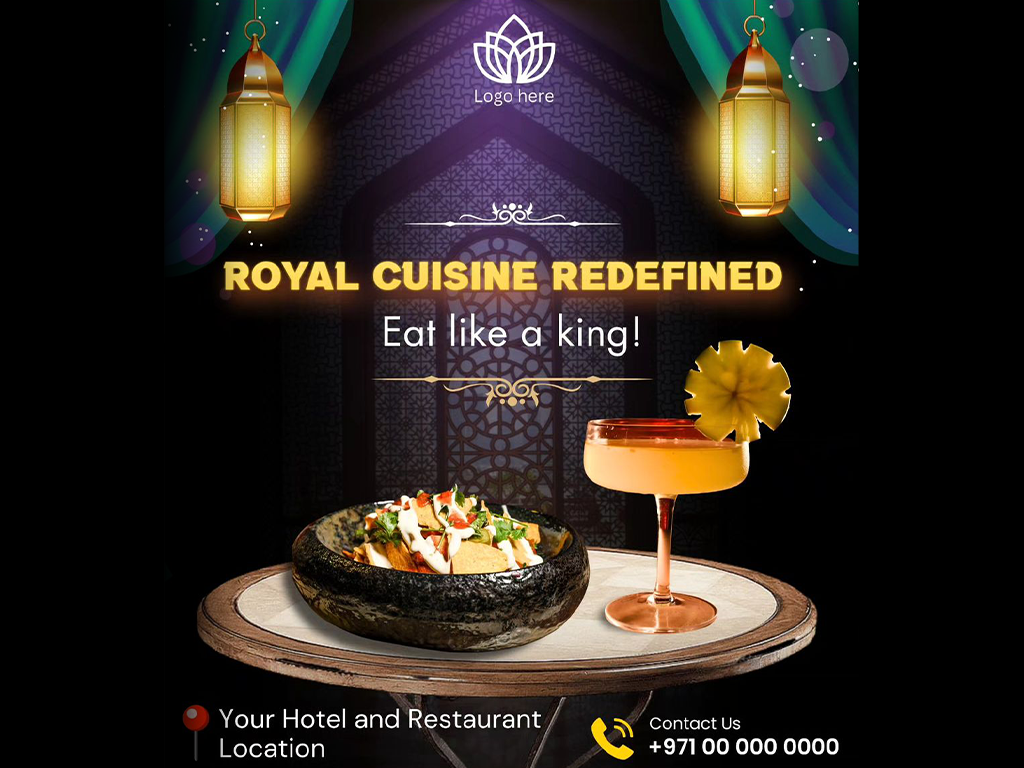 Logo here
ROYAL CUISINE REDEFINED
Eat like a king!
Your Hotel and Restaurant
Location
Contact Us
+971 00 000 0000